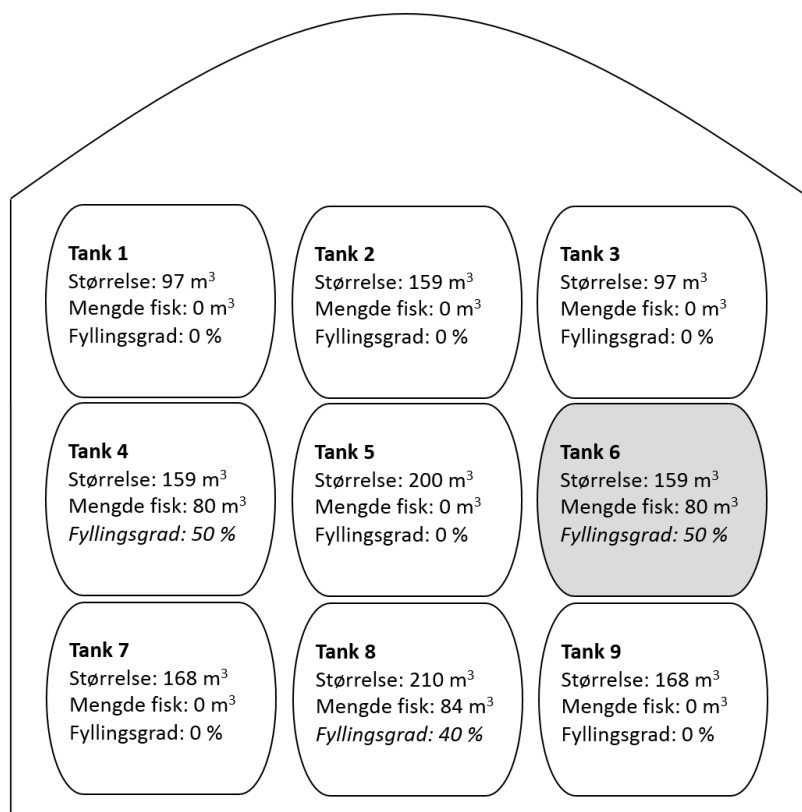 Tank 1
Størrelse: 97 m³
Mengde fisk: 0 m³
Fyllingsgrad: 0 %
Tank 2
Størrelse: 159 m³
Mengde fisk: 0 m³
Fyllingsgrad: 0 %
Tank 3
Størrelse: 97 m³
Mengde fisk: 0 m³
Fyllingsgrad: 0 %
Tank 4
Størrelse: 159 m³
Mengde fisk: 80 m³
Fyllingsgrad: 50 %
Tank 5
Størrelse: 200 m³
Mengde fisk: 0 m³
Fyllingsgrad: 0 %
Tank 6
Størrelse: 159 m³
Mengde fisk: 80 m³
Fyllingsgrad: 50 %
Tank 7
Størrelse: 168 m³
Mengde fisk: 0 m³
Fyllingsgrad: 0 %
Tank 8
Størrelse: 210 m³
Mengde fisk: 84 m³
Fyllingsgrad: 40 %
Tank 9
Størrelse: 168 m³
Mengde fisk: 0 m³
Fyllingsgrad: 0 %